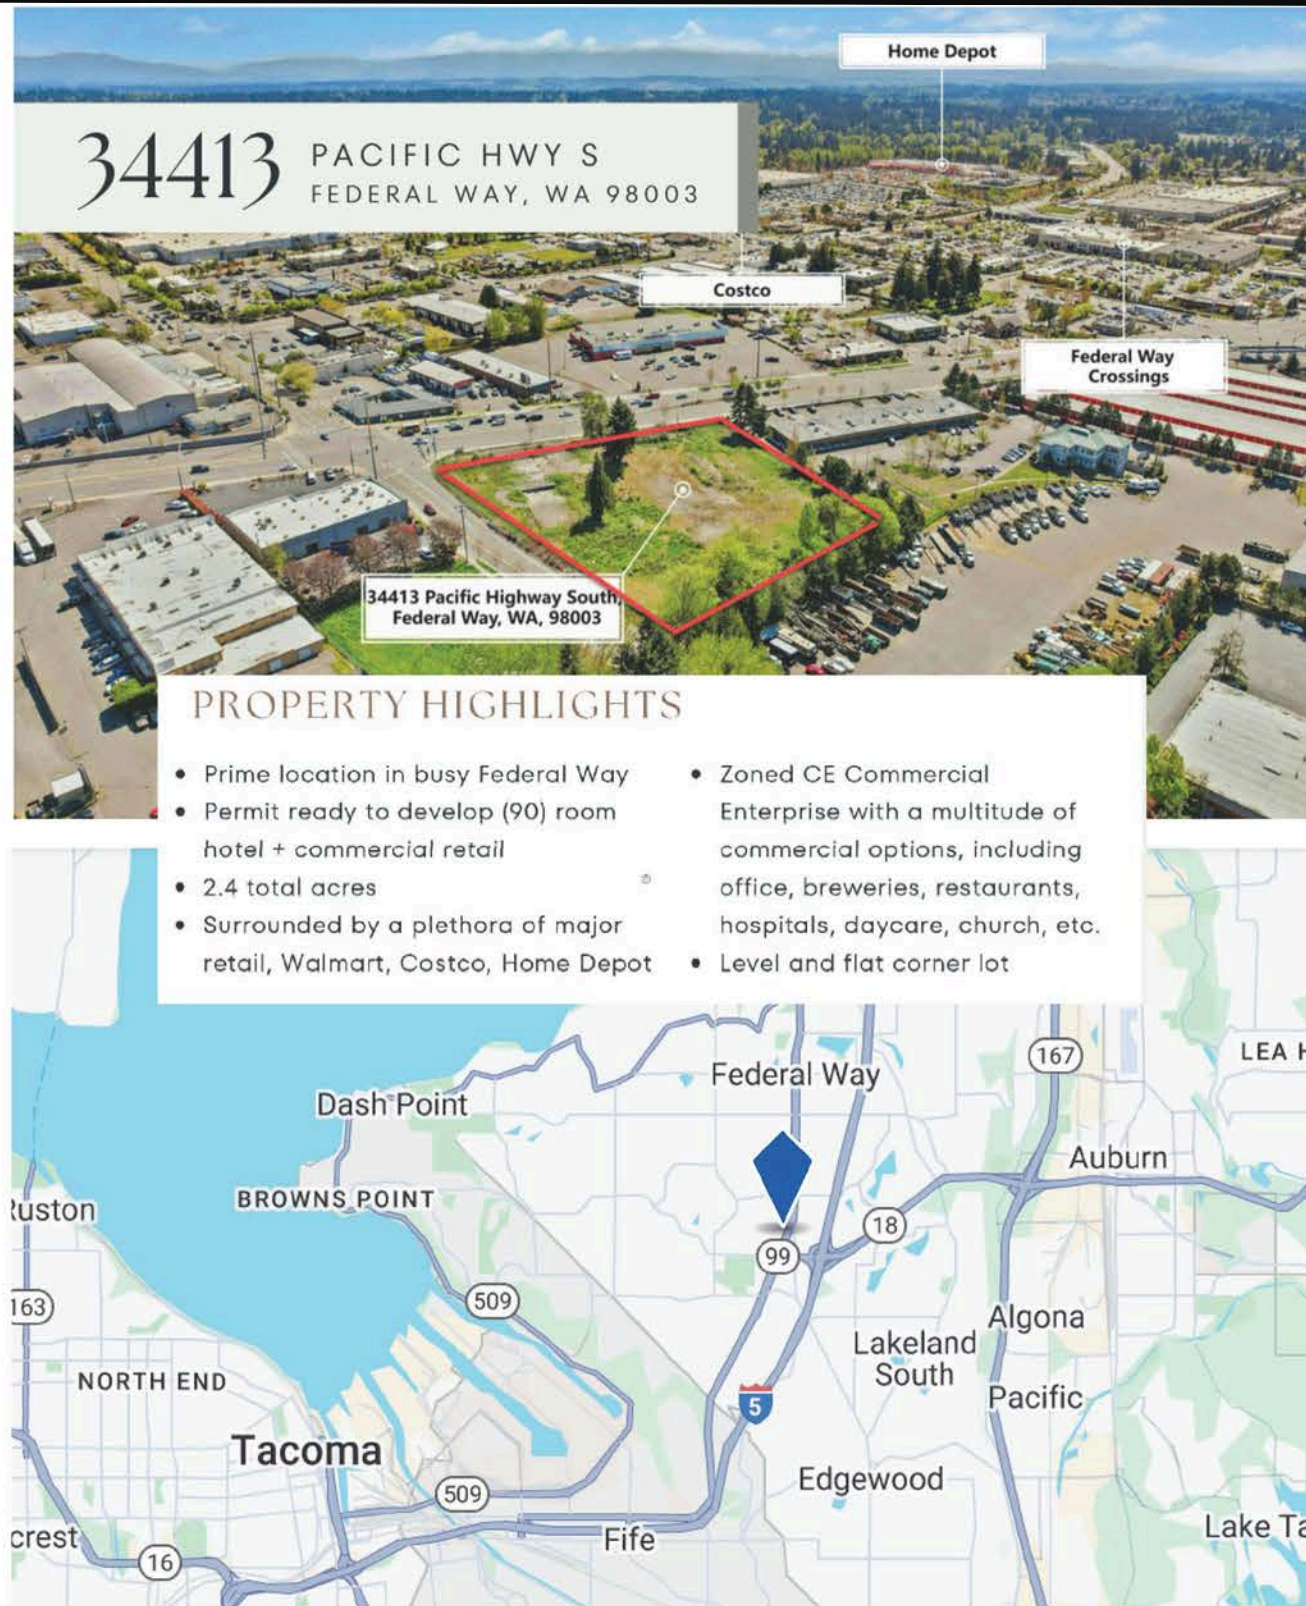 Home Depot
34413 PACIFIC HWY S
FEDERAL WAY, WA 98003
Costco
Federal Way
Crossings
34413 Pacific Highway South,
Federal Way, WA, 98003
PROPERTY HIGHLIGHTS
• Prime location in busy Federal Way
• Permit ready to develop (90) room
hotel + commercial retail
• 2.4 total acres
• Surrounded by a plethora of major
retail, Walmart, Costco, Home Depot
• Zoned CE Commercial
Enterprise with a multitude of
commercial options, including
office, breweries, restaurants,
hospitals, daycare, church, etc.
• Level and flat corner lot
167
LEA H
Federal Way
Dash Point
Auburn
Ruston
BROWNS POINT
18
99
163
509
Algona
Lakeland
South
NORTH END
Pacific
5
Tacoma
Edgewood
509
crest
Fife
Lake Ta
16